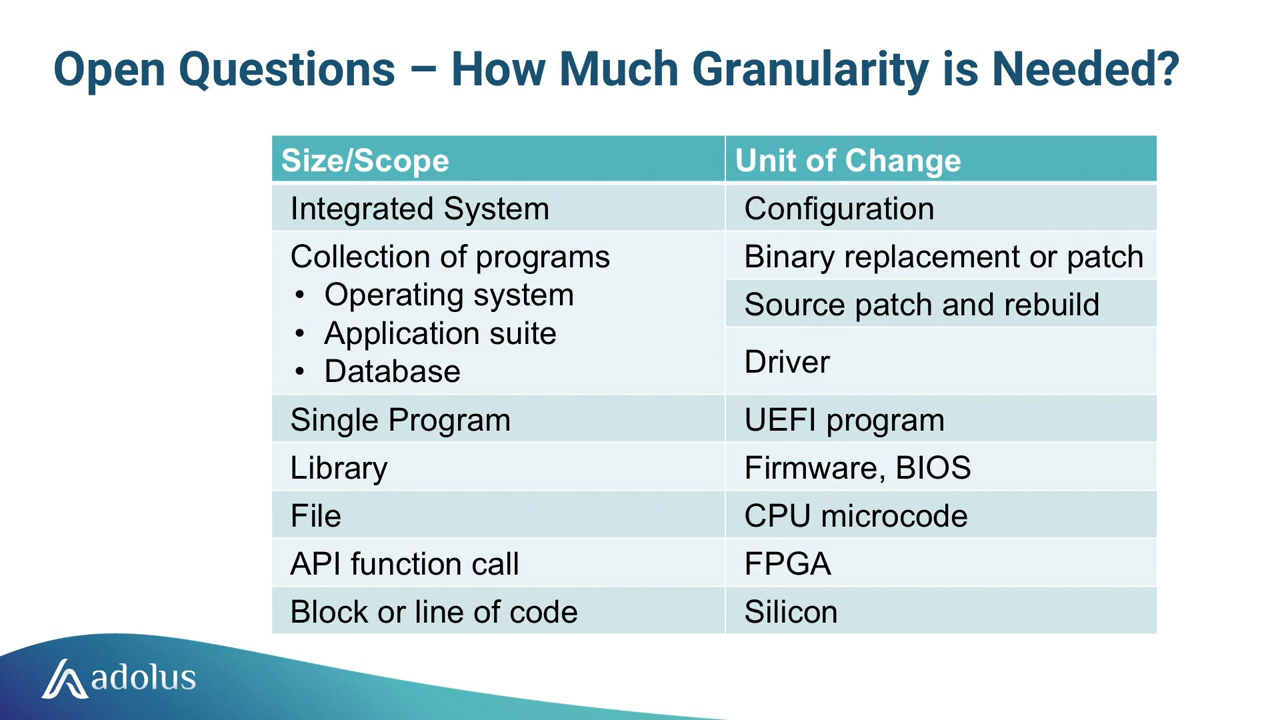 Open Questions – How Much Granularity is Needed?
Size/Scope
Unit of Change
Integrated System
Configuration
Collection of programs
• Operating system
• Application suite
• Database
Binary replacement or patch
Source patch and rebuild
Driver
Single Program
UEFI program
Library
Firmware, BIOS
File
CPU microcode
API function call
FPGA
Block or line of code
Silicon
adolus